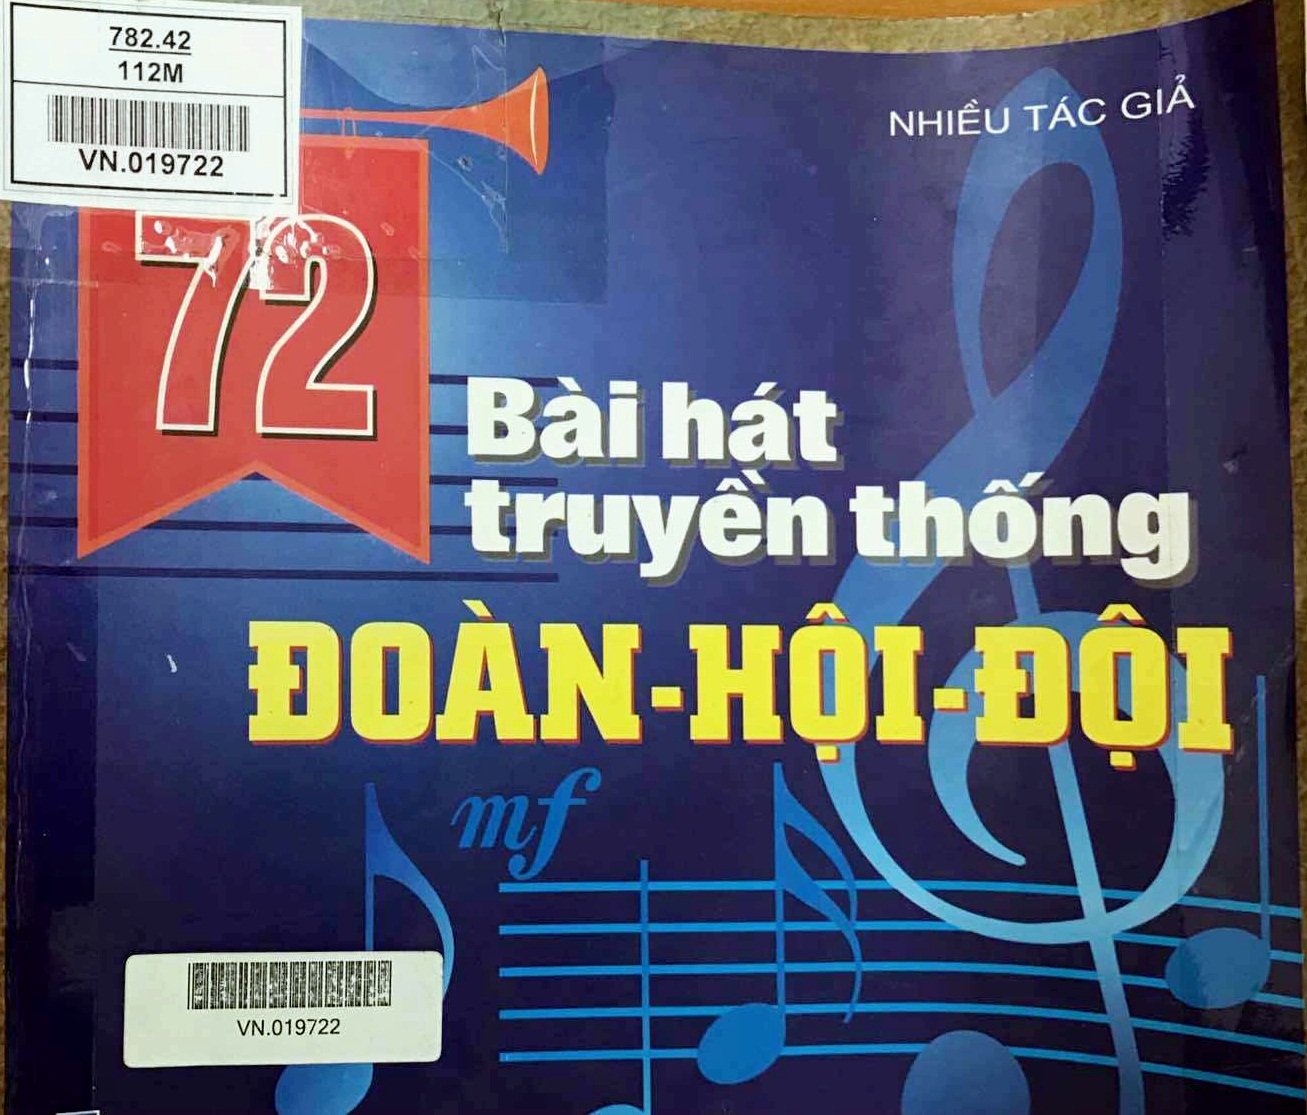 782.42
112M
VN.019722
NHIỀU TÁC GIẢ
72
Bài hát
truyền thống
ĐOÀN-HỘI-ĐỘI
mf
VN.019722